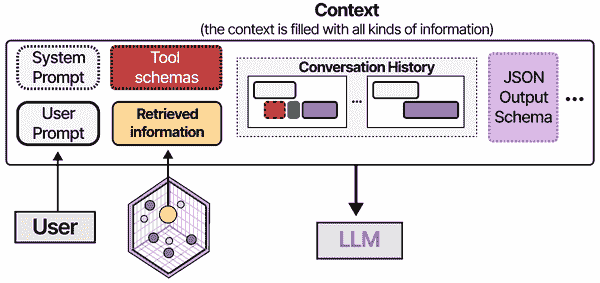 Context
(the context is filled with all kinds of information)
System
Prompt
Tool
schemas
User
Prompt
Retrieved
information
Conversation History
...
JSON
Output
Schema
...
User
LLM